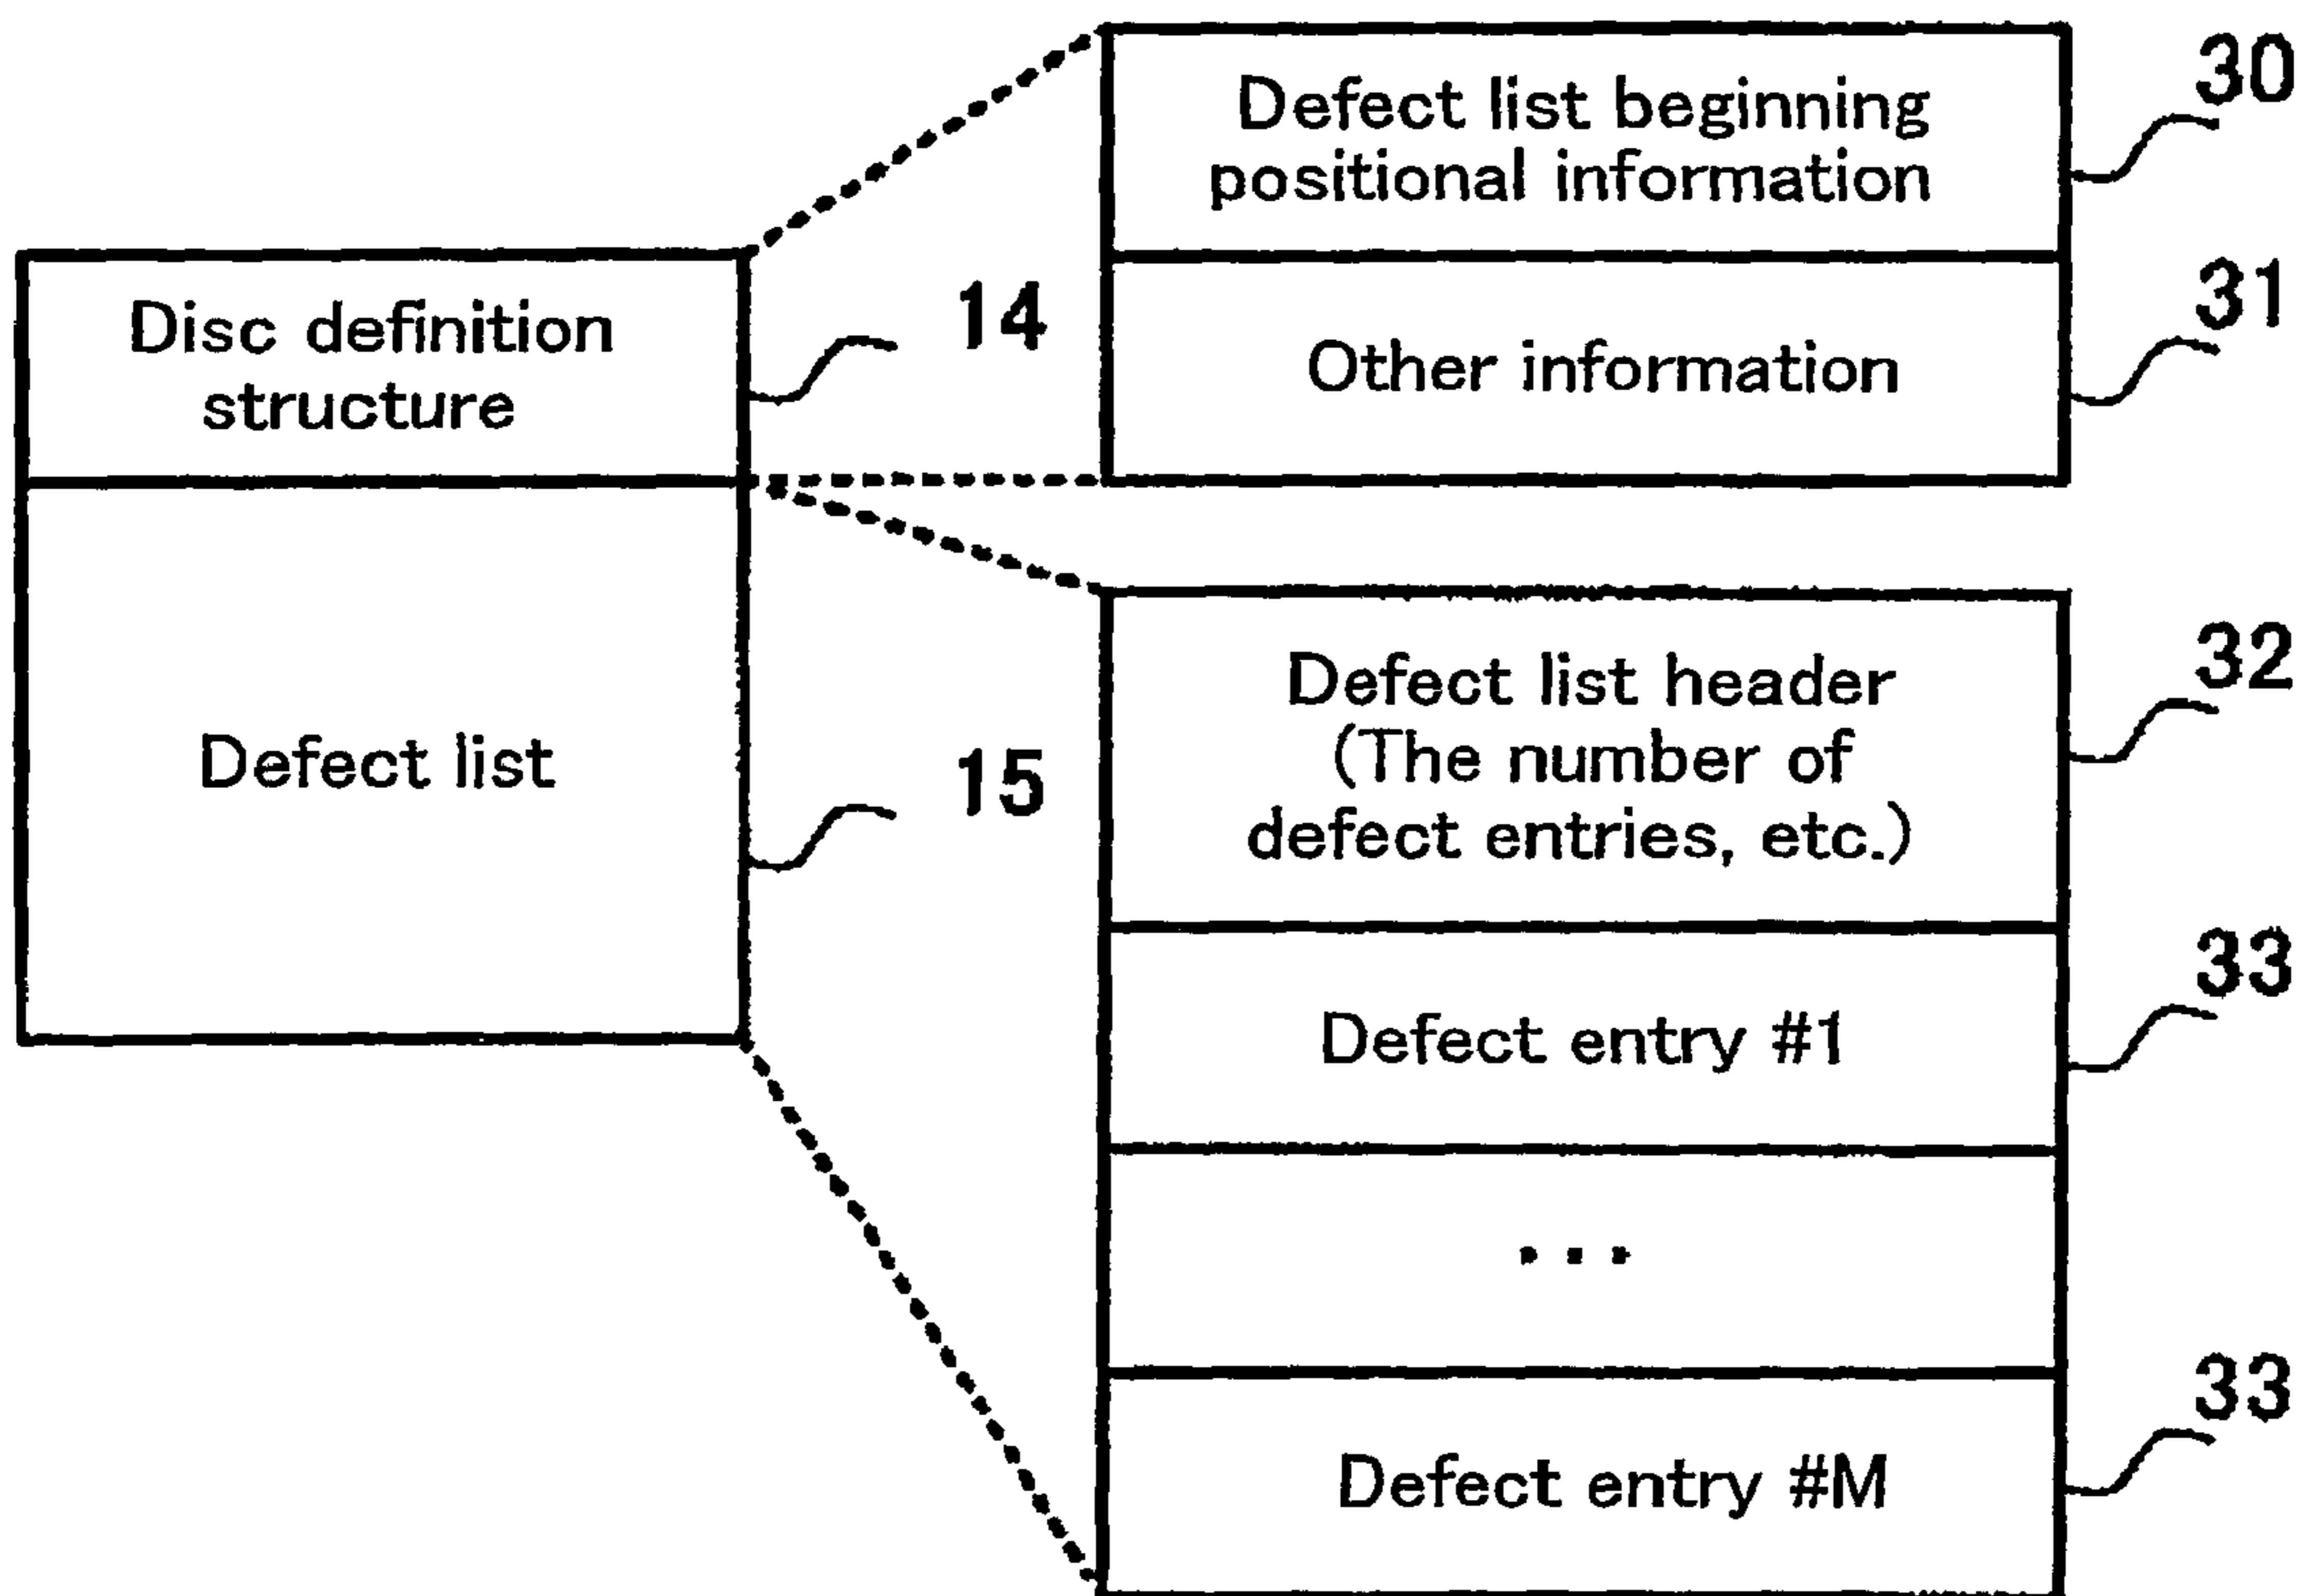 Disc definition
structure
14
Defect list
15
Defect list beginning
positional information
30
Other information
31
Defect list header
(The number of
defect entries, etc.)
32
Defect entry #1
33
...
Defect entry #M
33